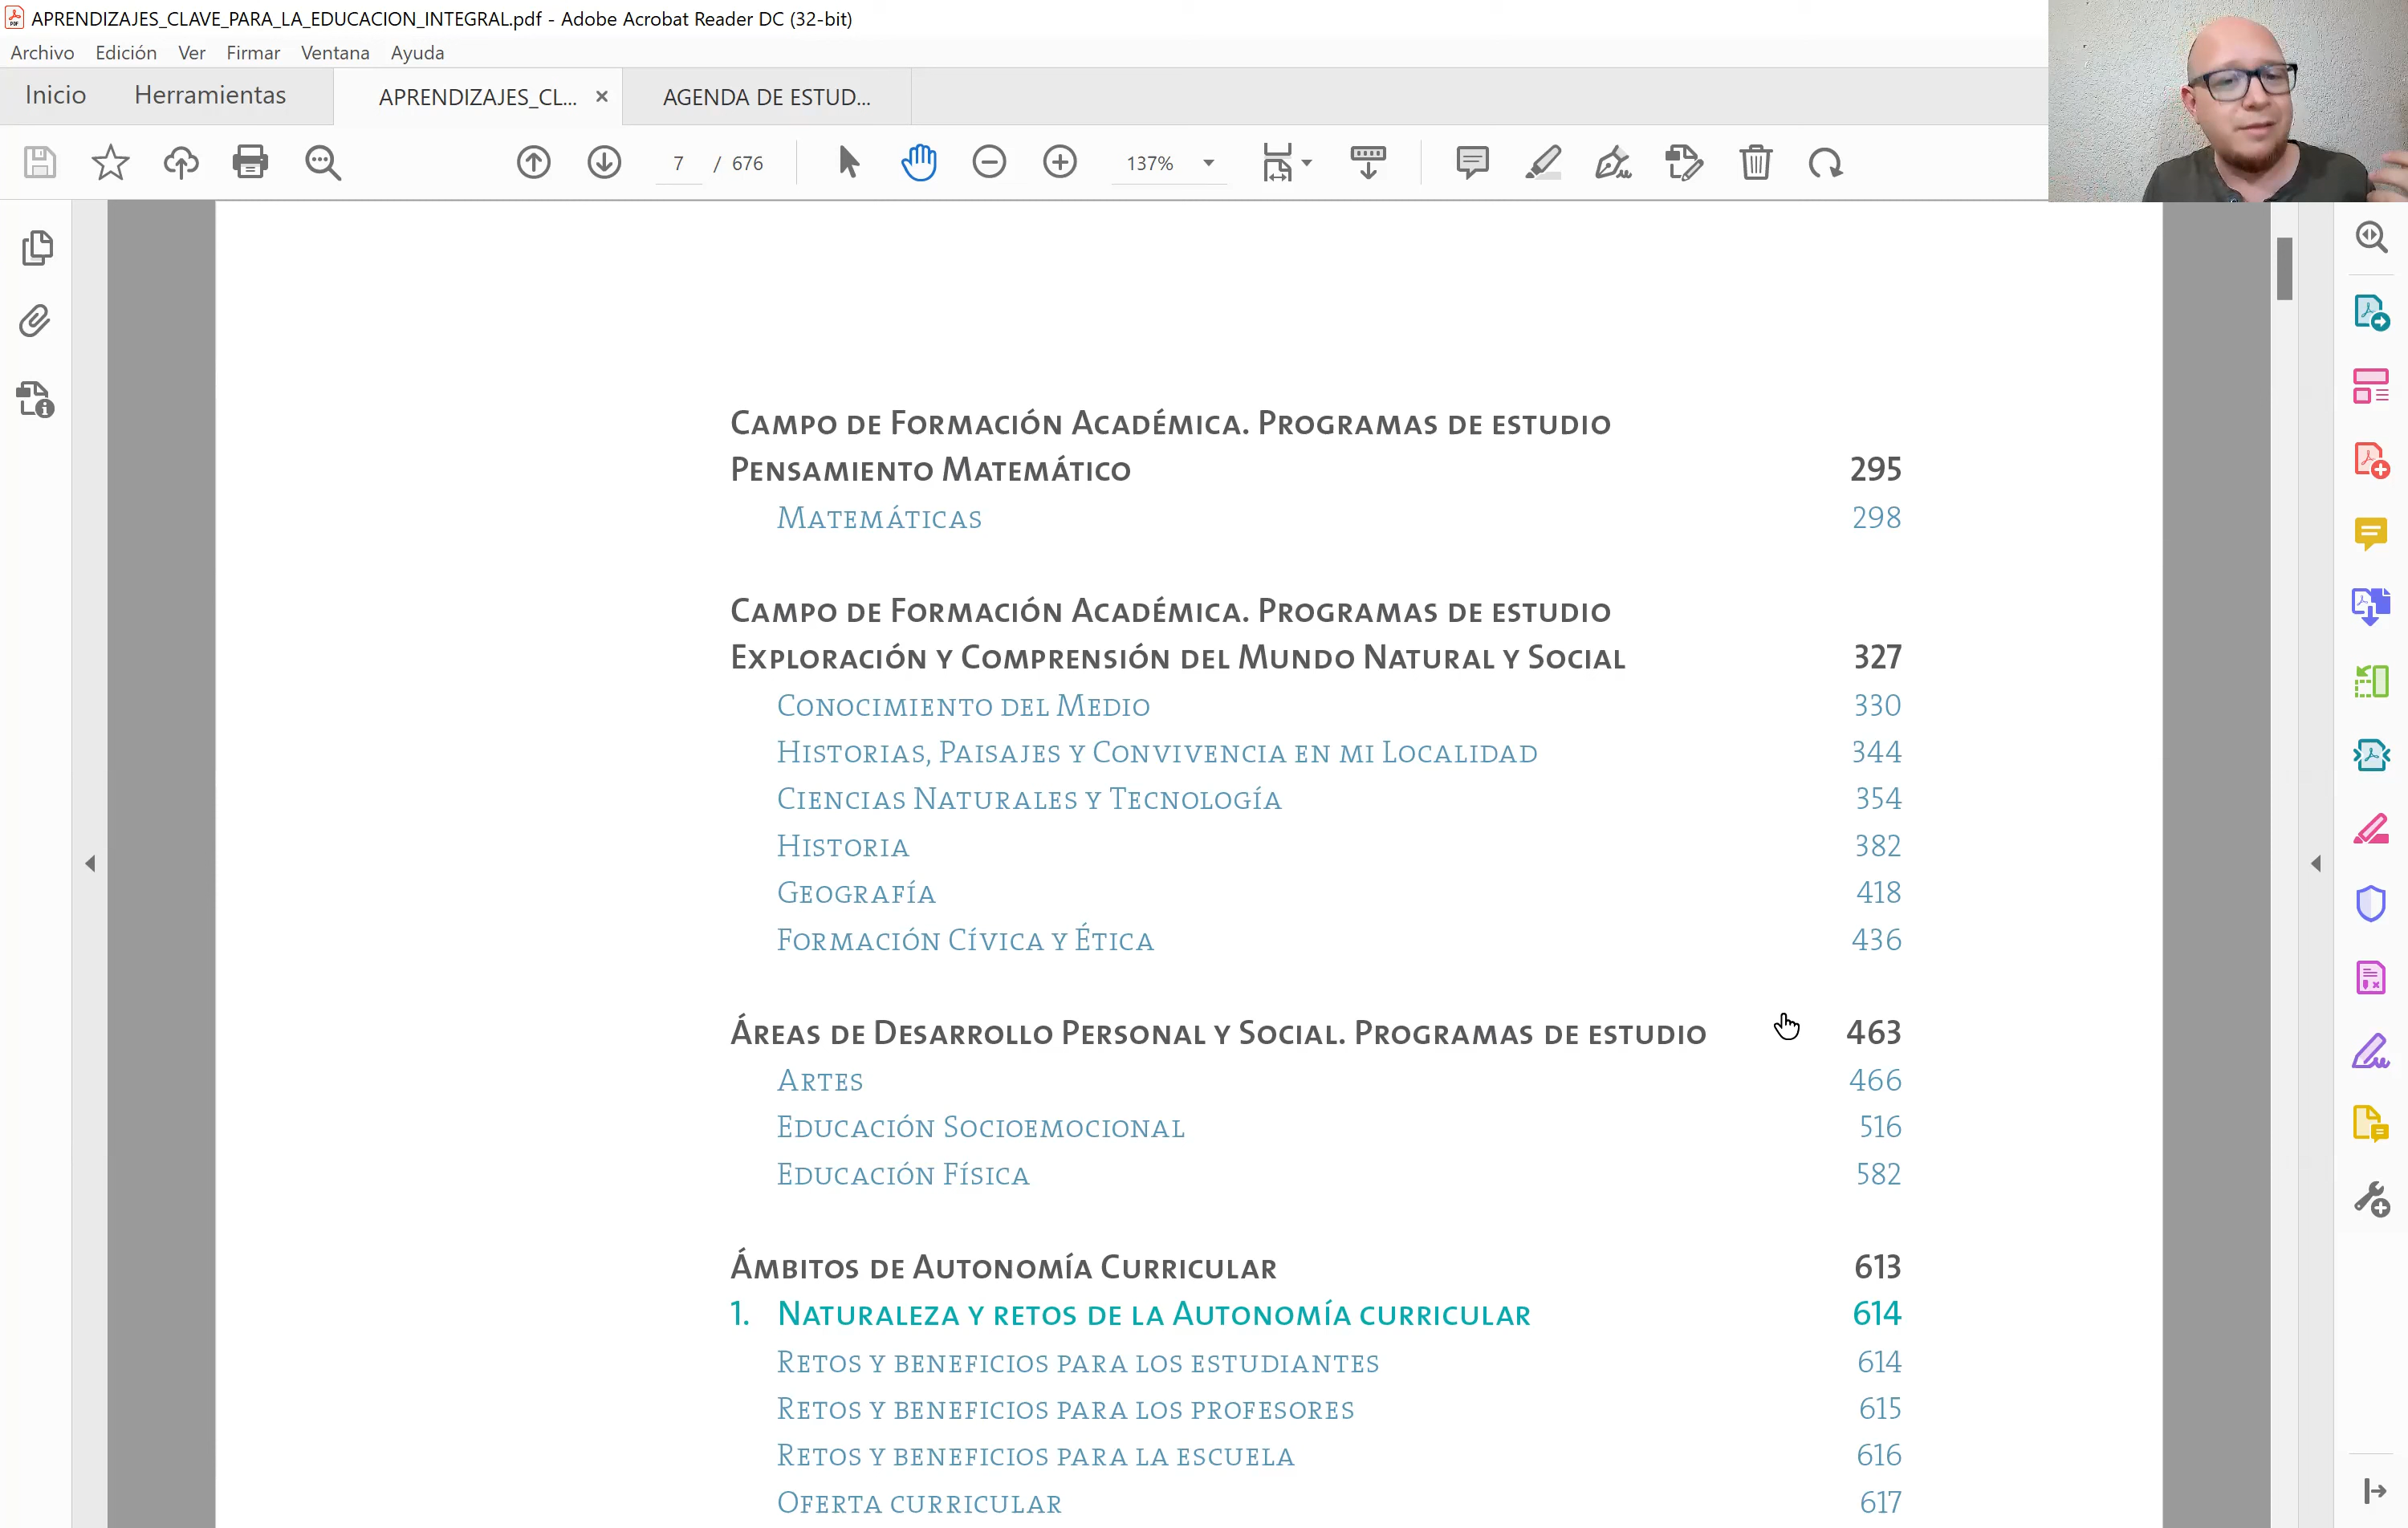 APRENDIZAJES_CLAVE_PARA_LA_EDUCACION_INTEGRAL.pdf - Adobe Acrobat Reader DC (32-bit)
Archivo Edición Ver Firmar Ventana Ayuda
Inicio Herramientas APRENDIZAJES_CL... × AGENDA DE ESTUD...
7 / 676 137%
CAMPO DE FORMACIÓN ACADÉMICA. PROGRAMAS DE ESTUDIO
PENSAMIENTO MATEMÁTICO 295
MATEMÁTICAS 298
CAMPO DE FORMACIÓN ACADÉMICA. PROGRAMAS DE ESTUDIO
EXPLORACIÓN Y COMPRENSIÓN DEL MUNDO NATURAL Y SOCIAL 327
CONOCIMIENTO DEL MEDIO 330
HISTORIAS, PAISAJES Y CONVIVENCIA EN MI LOCALIDAD 344
CIENCIAS NATURALES Y TECNOLOGÍA 354
HISTORIA 382
GEOGRAFÍA 418
FORMACIÓN CÍVICA Y ÉTICA 436
ÁREAS DE DESARROLLO PERSONAL Y SOCIAL. PROGRAMAS DE ESTUDIO 463
ARTES 466
EDUCACIÓN SOCIOEMOCIONAL 516
EDUCACIÓN FÍSICA 582
ÁMBITOS DE AUTONOMÍA CURRICULAR 613
1. NATURALEZA Y RETOS DE LA AUTONOMÍA CURRICULAR 614
RETOS Y BENEFICIOS PARA LOS ESTUDIANTES 614
RETOS Y BENEFICIOS PARA LOS PROFESORES 615
RETOS Y BENEFICIOS PARA LA ESCUELA 616
OFERTA CURRICULAR 617